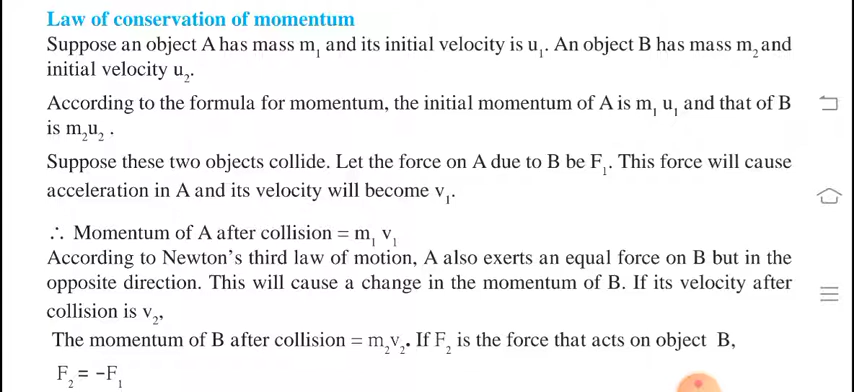 Law of conservation of momentum
Suppose an object A has mass m₁ and its initial velocity is u₁. An object B has mass m₂ and
initial velocity u₂.
According to the formula for momentum, the initial momentum of A is m₁ u₁ and that of B
is m₂u₂ .
Suppose these two objects collide. Let the force on A due to B be F₁. This force will cause
acceleration in A and its velocity will become v₁.
∴ Momentum of A after collision = m₁ v₁
According to Newton's third law of motion, A also exerts an equal force on B but in the
opposite direction. This will cause a change in the momentum of B. If its velocity after
collision is v₂,
The momentum of B after collision = m₂v₂. If F₂ is the force that acts on object B,
F₂ = -F₁